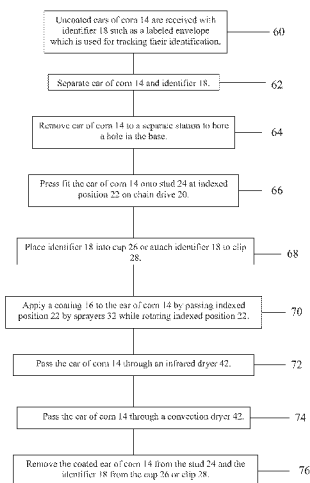 Uncoated ears of corn 14 are received with
identifier 18 such as a labeled envelope
which is used for tracking their identification.
60
Separate ear of corn 14 and identifier 18.
62
Remove ear of corn 14 to a separate station to bore
a hole in the base.
64
Press fit the ear of corn 14 onto stud 24 at indexed
position 22 on chain drive 20.
66
Place identifier 18 into cup 26 or attach identifier 18 to clip
28.
68
Apply a coating 16 to the ear of corn 14 by passing indexed
position 22 by sprayers 32 while rotating indexed position 22.
70
Pass the ear of corn 14 through an infrared dryer 42.
72
Pass the ear of corn 14 through a convection dryer 42.
74
Remove the coated ear of corn 14 from the stud 24 and the
identifier 18 from the cup 26 or clip 28.
76